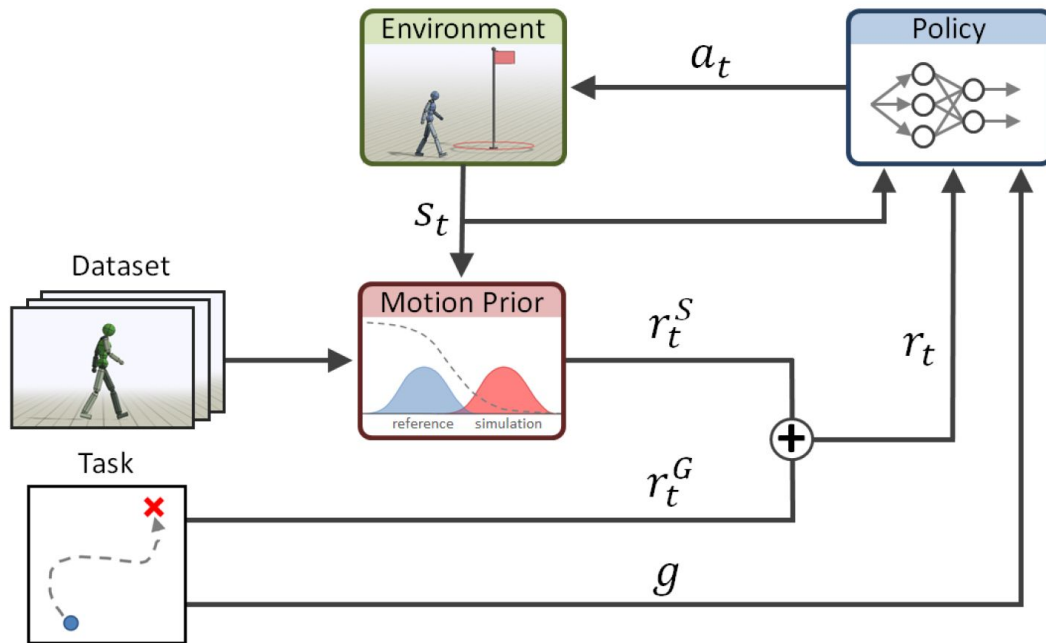 Environment
Policy
a_t
s_t
Dataset
Motion Prior
r_t^S
r_t
reference simulation
+
Task
r_t^G
g